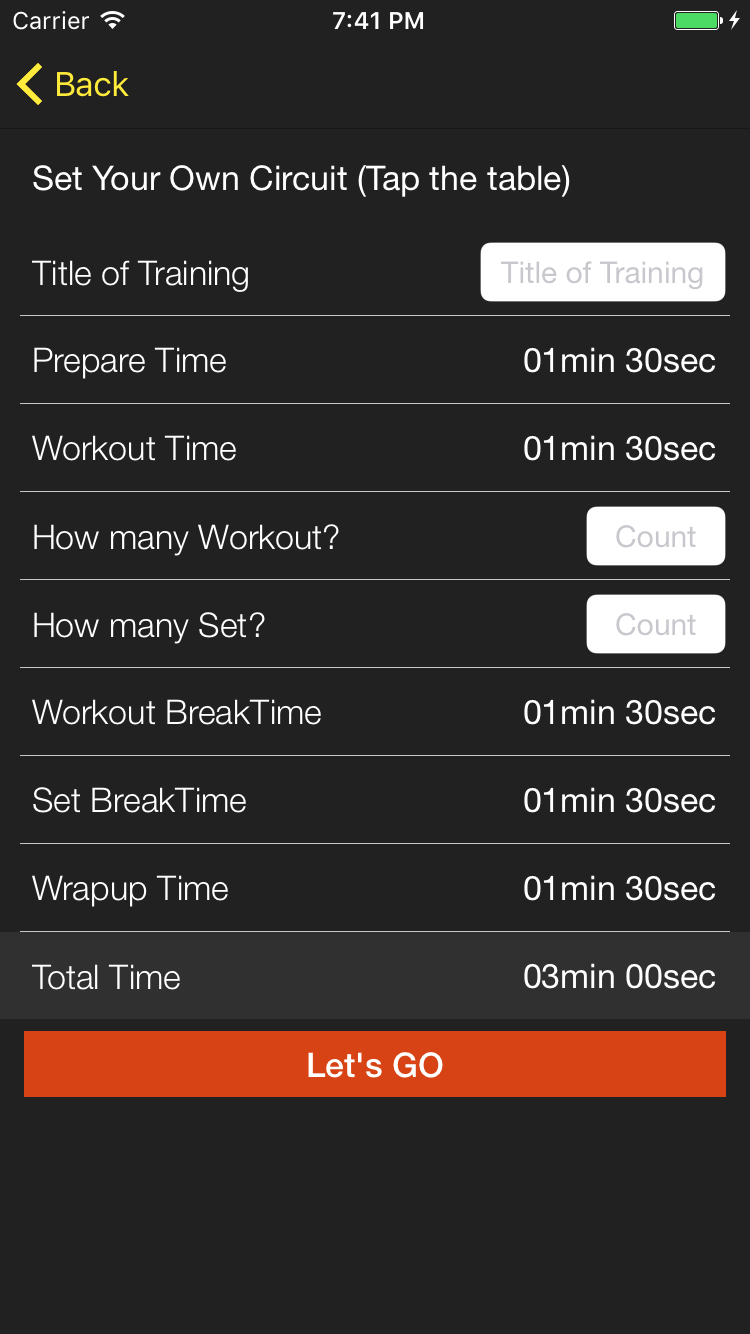 Carrier 7:41 PM
Back
Set Your Own Circuit (Tap the table)
Title of Training Title of Training
Prepare Time 01min 30sec
Workout Time 01min 30sec
How many Workout? Count
How many Set? Count
Workout BreakTime 01min 30sec
Set BreakTime 01min 30sec
Wrapup Time 01min 30sec
Total Time 03min 00sec
Let's GO